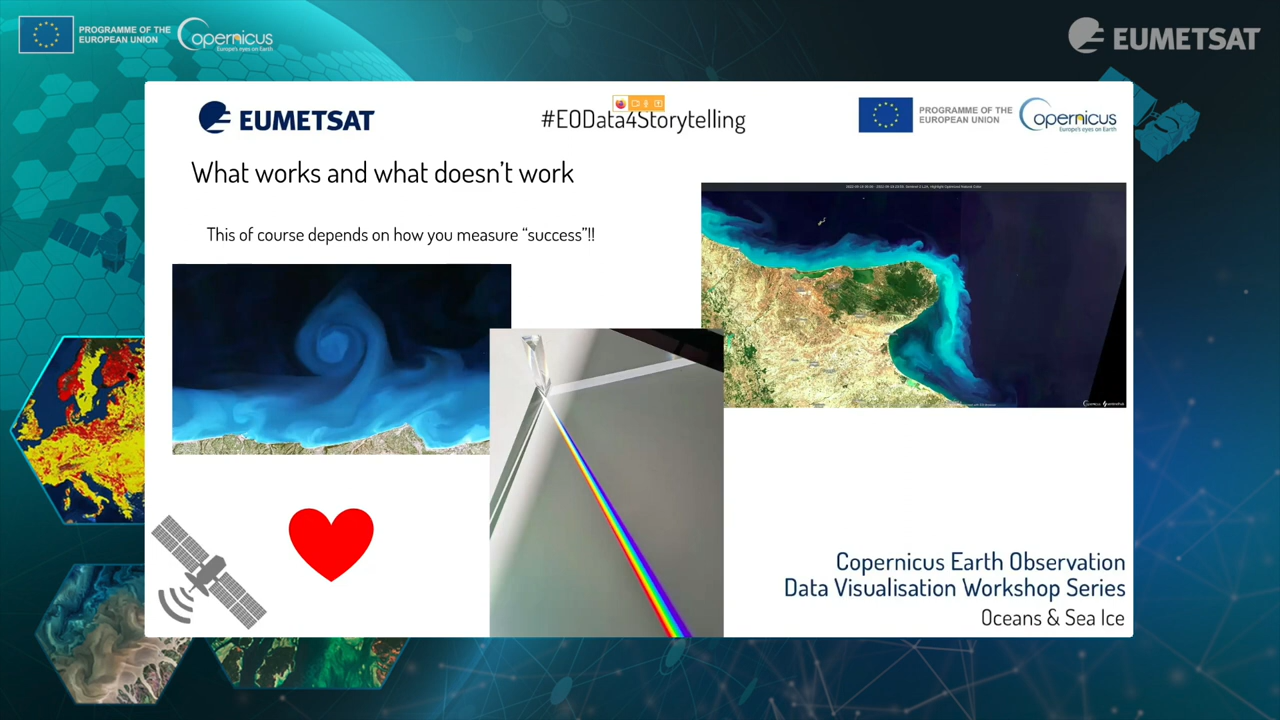 PROGRAMME OF THE
EUROPEAN UNION
opernicus
Europe's eyes on Earth
EUMETSAT
EUMETSAT
#EOData4Storytelling
PROGRAMME OF THE
EUROPEAN UNION
opernicus
Europe's eyes on Earth
What works and what doesn't work
This of course depends on how you measure “success”!!
Copernicus Earth Observation
Data Visualisation Workshop Series
Oceans & Sea Ice